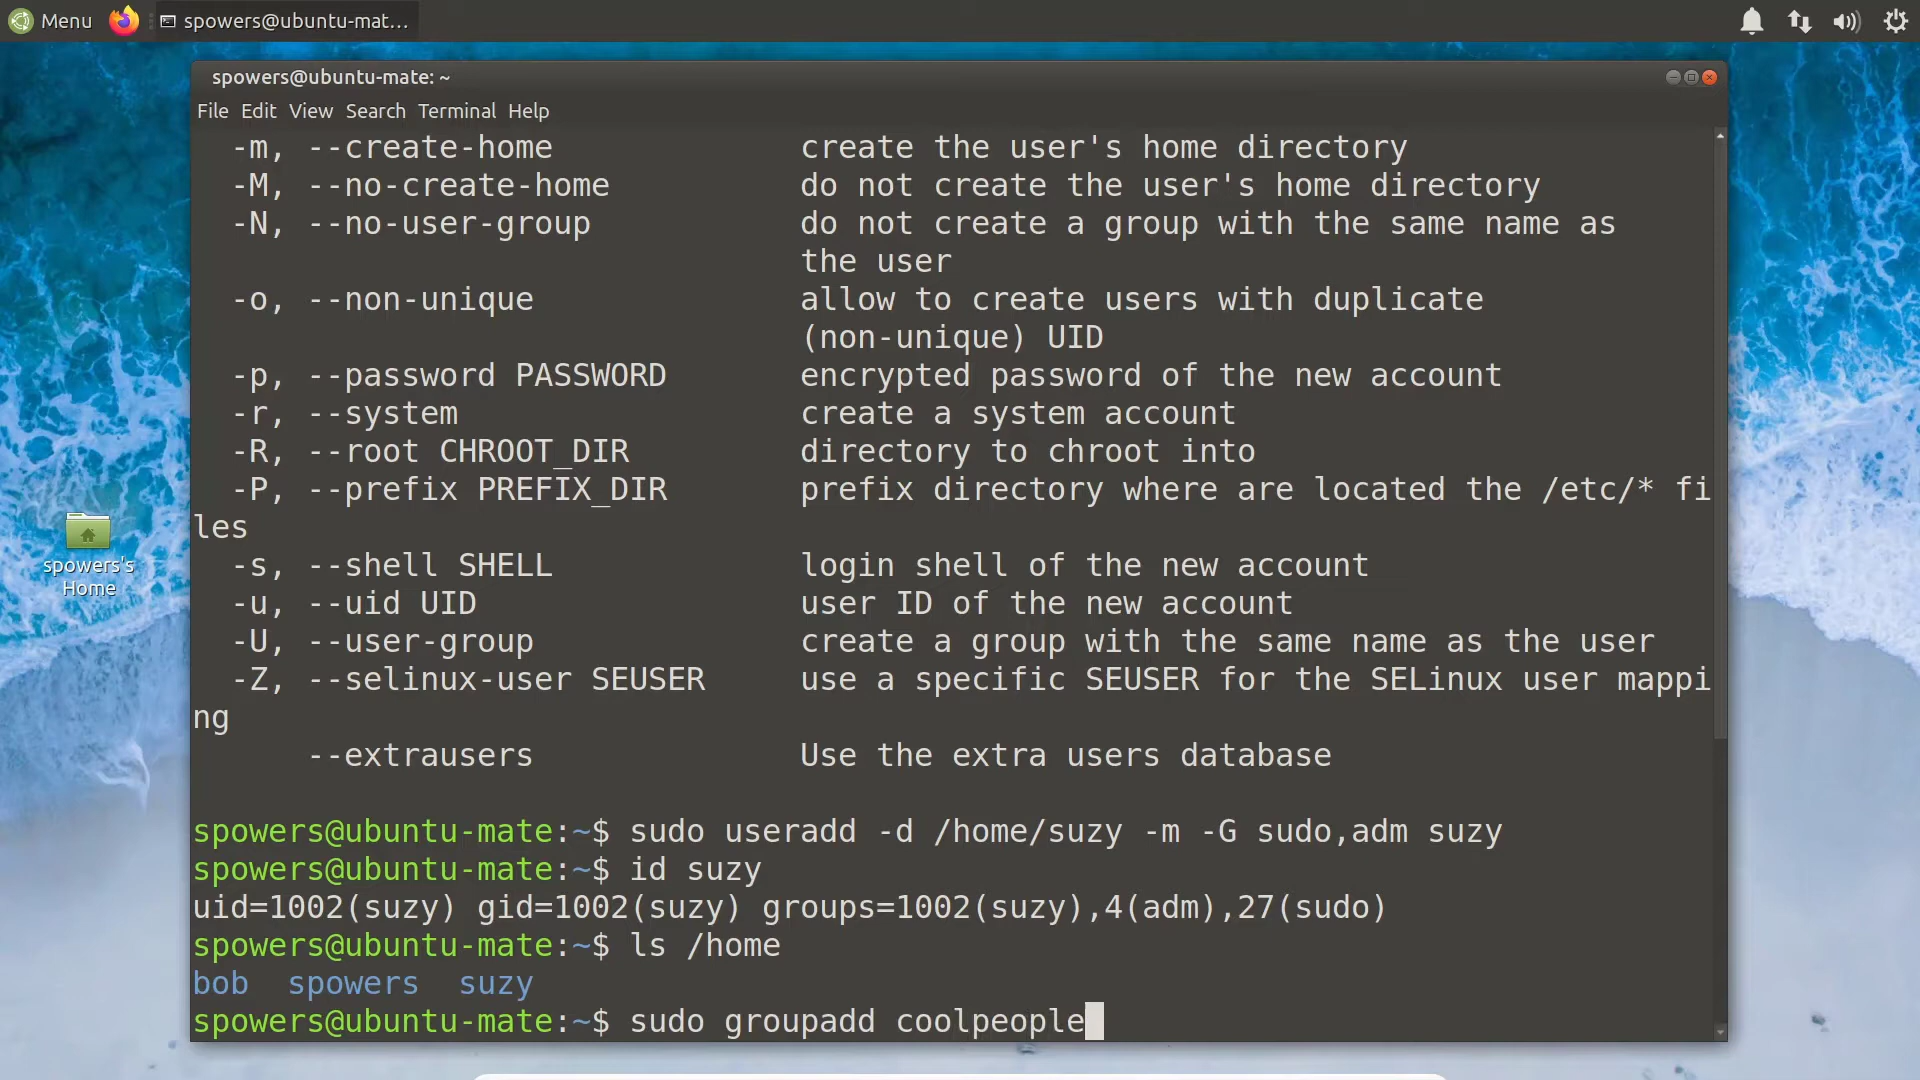 Menu spowers@ubuntu-mat...
spowers@ubuntu-mate: ~
File Edit View Search Terminal Help
-m, --create-home create the user's home directory
-M, --no-create-home do not create the user's home directory
-N, --no-user-group do not create a group with the same name as
the user
-o, --non-unique allow to create users with duplicate
(non-unique) UID
-p, --password PASSWORD encrypted password of the new account
-r, --system create a system account
-R, --root CHROOT_DIR directory to chroot into
-P, --prefix PREFIX_DIR prefix directory where are located the /etc/* fi
les
-s, --shell SHELL login shell of the new account
-u, --uid UID user ID of the new account
-U, --user-group create a group with the same name as the user
-Z, --selinux-user SEUSER use a specific SEUSER for the SELinux user mappi
ng
--extrausers Use the extra users database
spowers@ubuntu-mate:~$ sudo useradd -d /home/suzy -m -G sudo,adm suzy
spowers@ubuntu-mate:~$ id suzy
uid=1002(suzy) gid=1002(suzy) groups=1002(suzy),4(adm),27(sudo)
spowers@ubuntu-mate:~$ ls /home
bob spowers suzy
spowers@ubuntu-mate:~$ sudo groupadd coolpeople
spowers's
Home